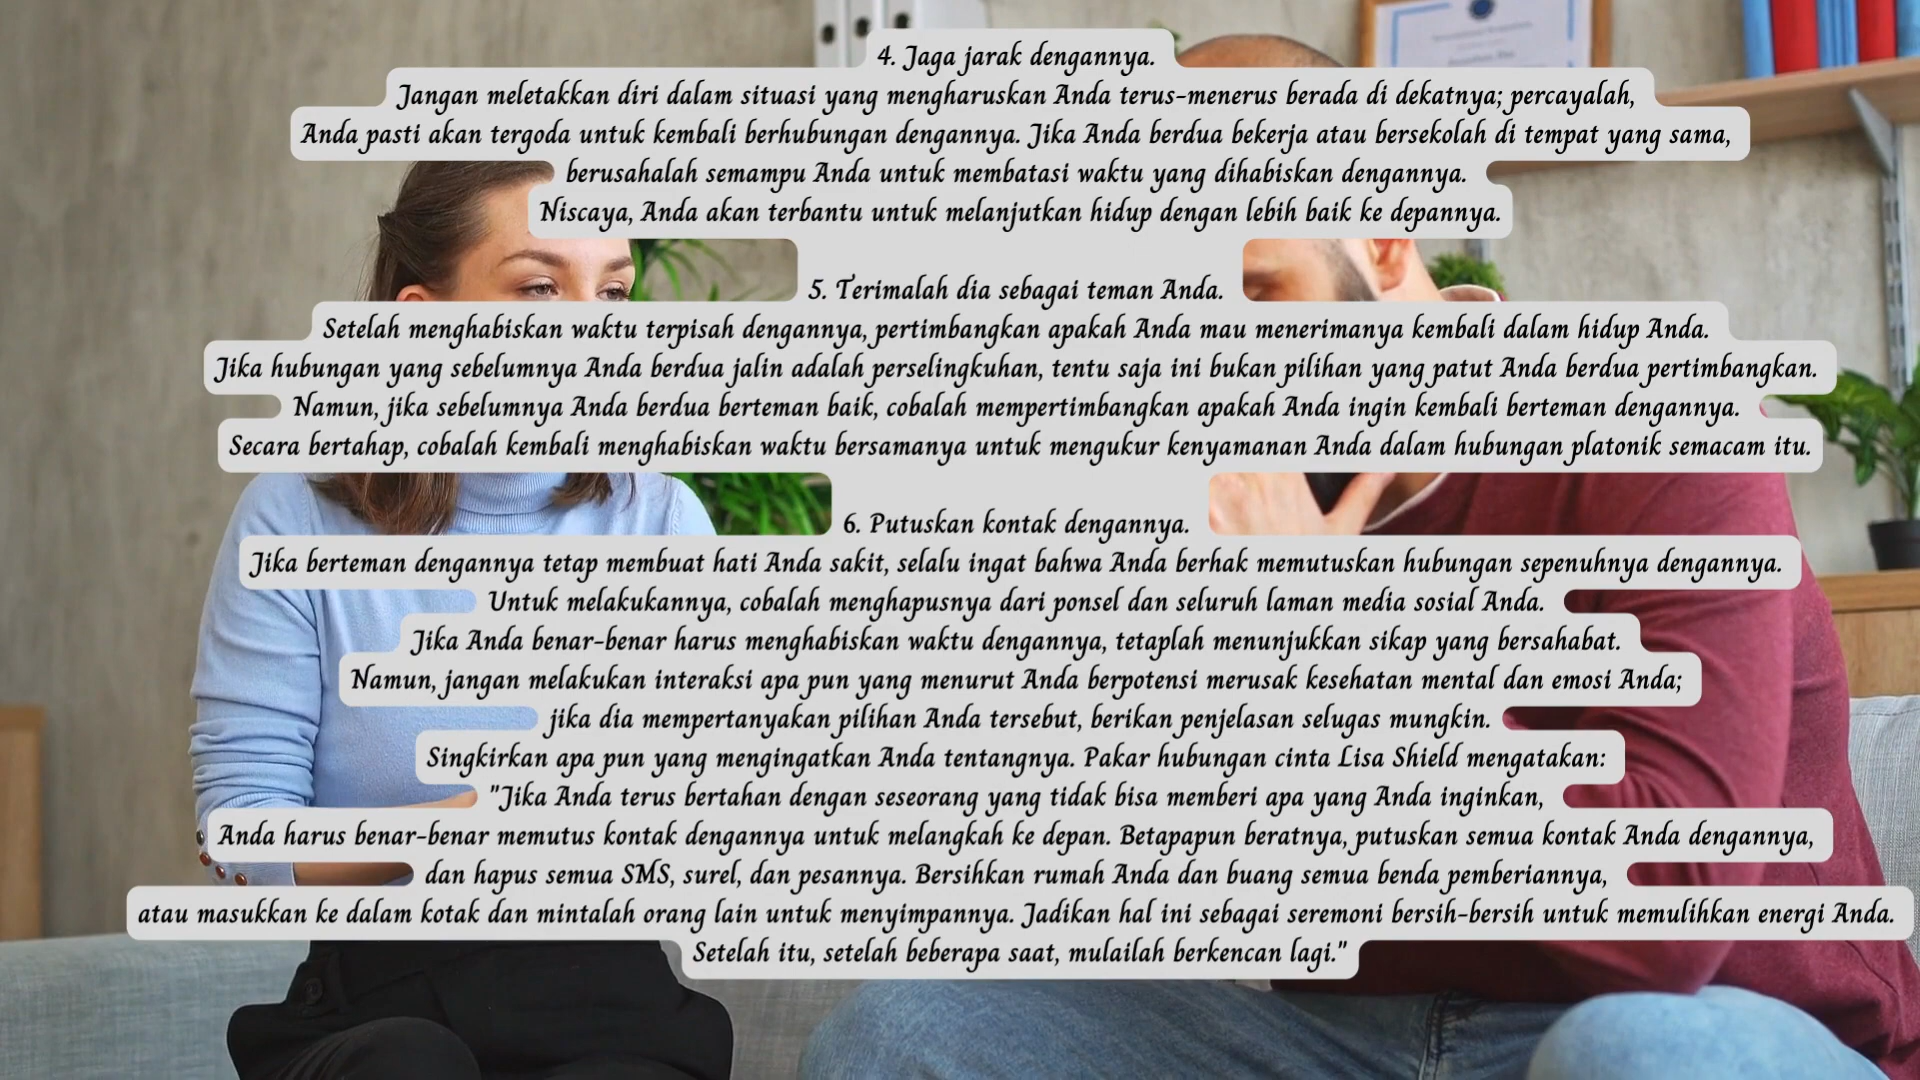 4. Jaga jarak dengannya.
Jangan meletakkan diri dalam situasi yang mengharuskan Anda terus-menerus berada di dekatnya; percayalah,
Anda pasti akan tergoda untuk kembali berhubungan dengannya. Jika Anda berdua bekerja atau bersekolah di tempat yang sama,
berusahalah semampu Anda untuk membatasi waktu yang dihabiskan dengannya.
Niscaya, Anda akan terbantu untuk melanjutkan hidup dengan lebih baik ke depannya.
5. Terimalah dia sebagai teman Anda.
Setelah menghabiskan waktu terpisah dengannya, pertimbangkan apakah Anda mau menerimanya kembali dalam hidup Anda.
Jika hubungan yang sebelumnya Anda berdua jalin adalah perselingkuhan, tentu saja ini bukan pilihan yang patut Anda berdua pertimbangkan.
Namun, jika sebelumnya Anda berdua berteman baik, cobalah mempertimbangkan apakah Anda ingin kembali berteman dengannya.
Secara bertahap, cobalah kembali menghabiskan waktu bersamanya untuk mengukur kenyamanan Anda dalam hubungan platonik semacam itu.
6. Putuskan kontak dengannya.
Jika berteman dengannya tetap membuat hati Anda sakit, selalu ingat bahwa Anda berhak memutuskan hubungan sepenuhnya dengannya.
Untuk melakukannya, cobalah menghapusnya dari ponsel dan seluruh laman media sosial Anda.
Jika Anda benar-benar harus menghabiskan waktu dengannya, tetaplah menunjukkan sikap yang bersahabat.
Namun, jangan melakukan interaksi apa pun yang menurut Anda berpotensi merusak kesehatan mental dan emosi Anda;
jika dia mempertanyakan pilihan Anda tersebut, berikan penjelasan selugas mungkin.
Singkirkan apa pun yang mengingatkan Anda tentangnya. Pakar hubungan cinta Lisa Shield mengatakan:
"Jika Anda terus bertahan dengan seseorang yang tidak bisa memberi apa yang Anda inginkan,
Anda harus benar-benar memutus kontak dengannya untuk melangkah ke depan. Betapapun beratnya, putuskan semua kontak Anda dengannya,
dan hapus semua SMS, surel, dan pesannya. Bersihkan rumah Anda dan buang semua benda pemberiannya,
atau masukkan ke dalam kotak dan mintalah orang lain untuk menyimpannya. Jadikan hal ini sebagai seremoni bersih-bersih untuk memulihkan energi Anda.
Setelah itu, setelah beberapa saat, mulailah berkencan lagi."